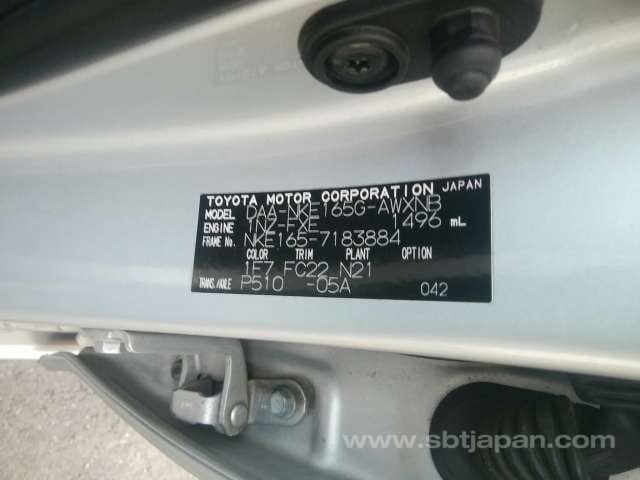 TOYOTA MOTOR CORPORATION JAPAN
MODEL DAA-NKE165G-AWXNB
ENGINE 1NZ-FXE 1496 mL
FRAME No. NKE165-7183884
COLOR TRIM PLANT OPTION
1F7 FC22 N21
TRANS./AXLE P510 -05A 042
www.sbtjapan.com